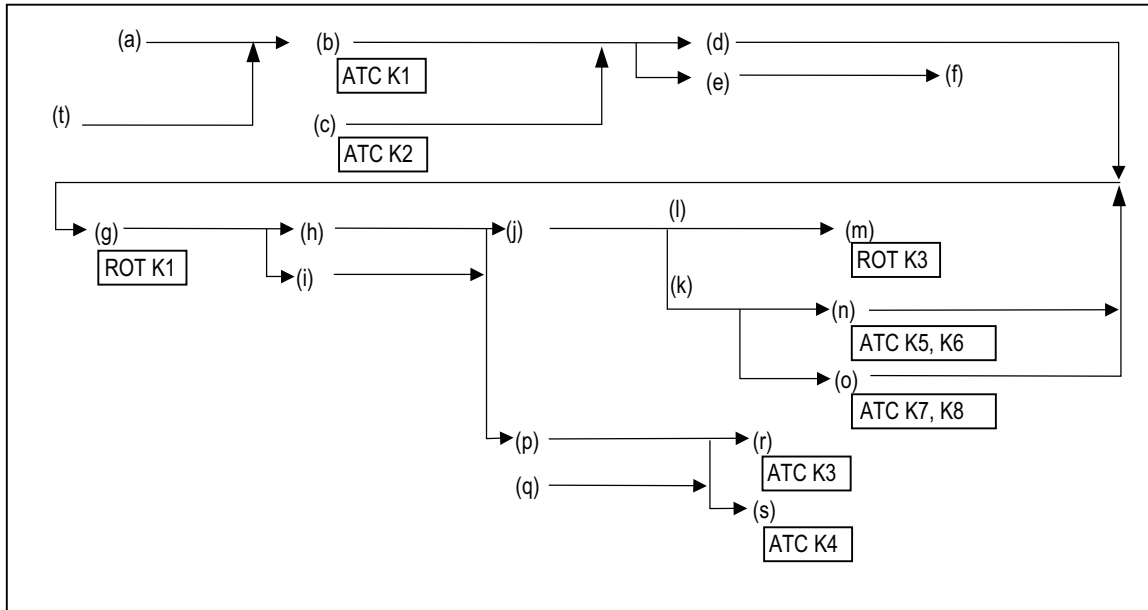 (a) (b) (d)
ATC K1 (e) (f)
(t) (c)
ATC K2
(l)
(g) (h) (j) (m)
ROT K1 (i) ROT K3
(k)
(n)
ATC K5, K6
(o)
ATC K7, K8
(p) (r)
ATC K3
(q)
(s)
ATC K4